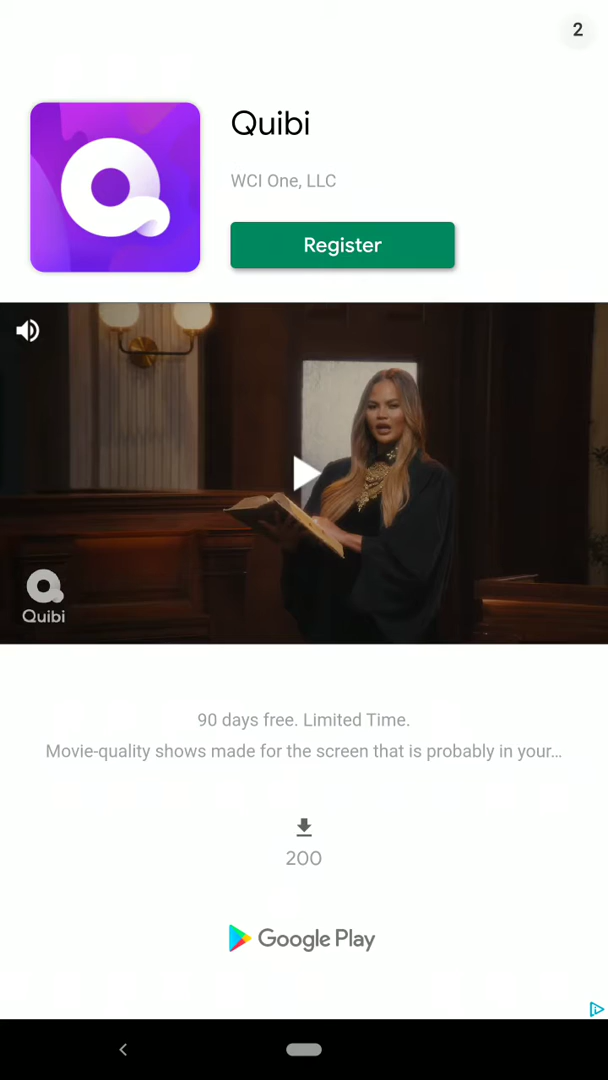 2
Quibi
WCI One, LLC
Register
Quibi
90 days free. Limited Time.
Movie-quality shows made for the screen that is probably in your…
200
Google Play